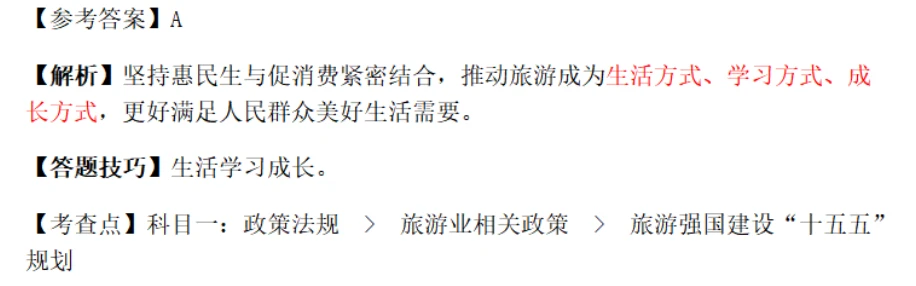 【参考答案】A
【解析】坚持惠民生与促消费紧密结合，推动旅游成为生活方式、学习方式、成
长方式，更好满足人民群众美好生活需要。
【答题技巧】生活学习成长。
【考查点】科目一：政策法规 > 旅游业相关政策 > 旅游强国建设“十五五”
规划